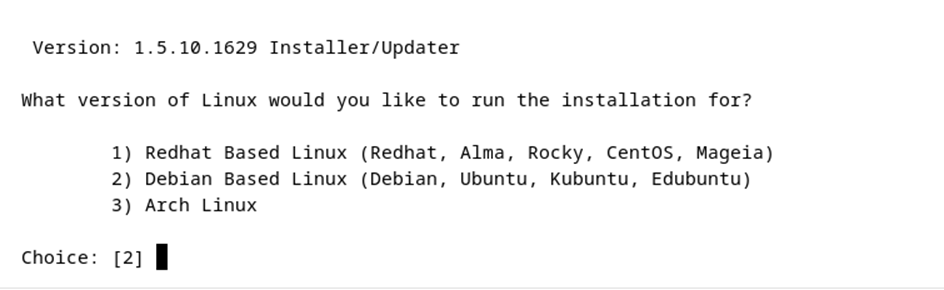 Version: 1.5.10.1629 Installer/Updater
What version of Linux would you like to run the installation for?
1) Redhat Based Linux (Redhat, Alma, Rocky, CentOS, Mageia)
2) Debian Based Linux (Debian, Ubuntu, Kubuntu, Edubuntu)
3) Arch Linux
Choice: [2]